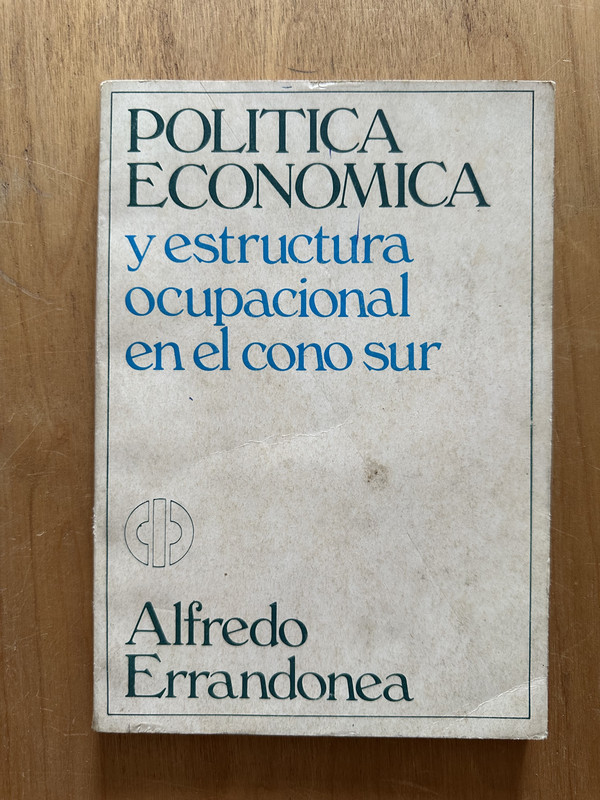 POLITICA
ECONOMICA
y estructura
ocupacional
en el cono sur
Alfredo
Errandonea